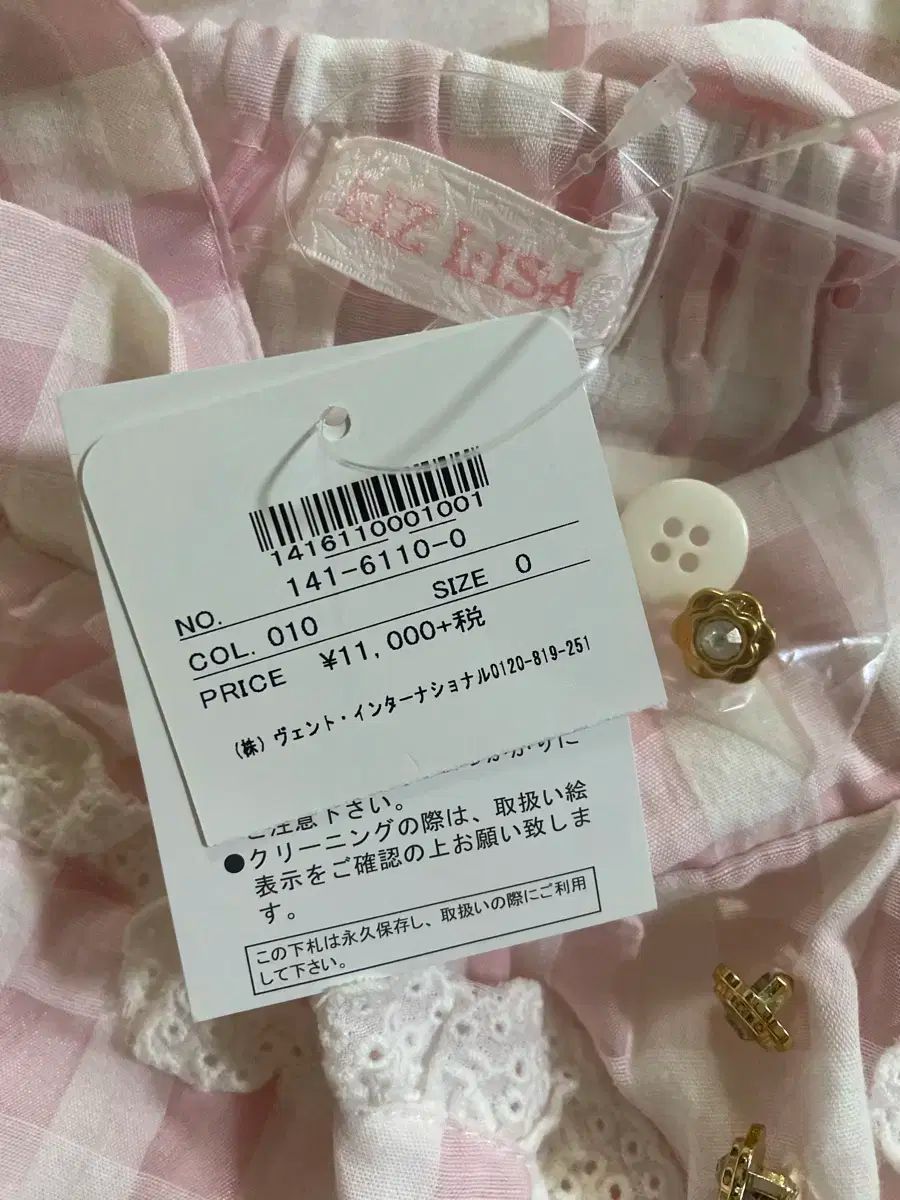 LIZ LISA
1416110001001
NO. 141-6110-0
COL. 010 SIZE 0
PRICE ¥11,000+税
(株)ヴェント・インターナショナル0120-819-251
ご注意下さい。
●クリーニングの際は、取扱い絵
表示をご確認の上お願い致しま
す。
この下札は永久保存し、取扱いの際にご利用
して下さい。